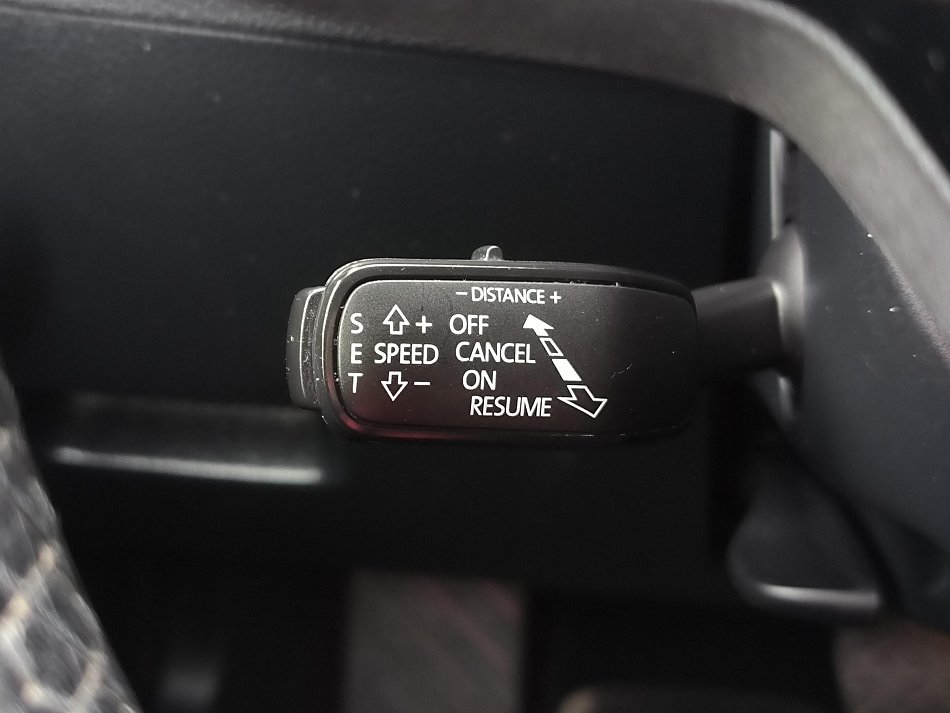 - DISTANCE +
S + OFF
E SPEED CANCEL
T - ON
RESUME